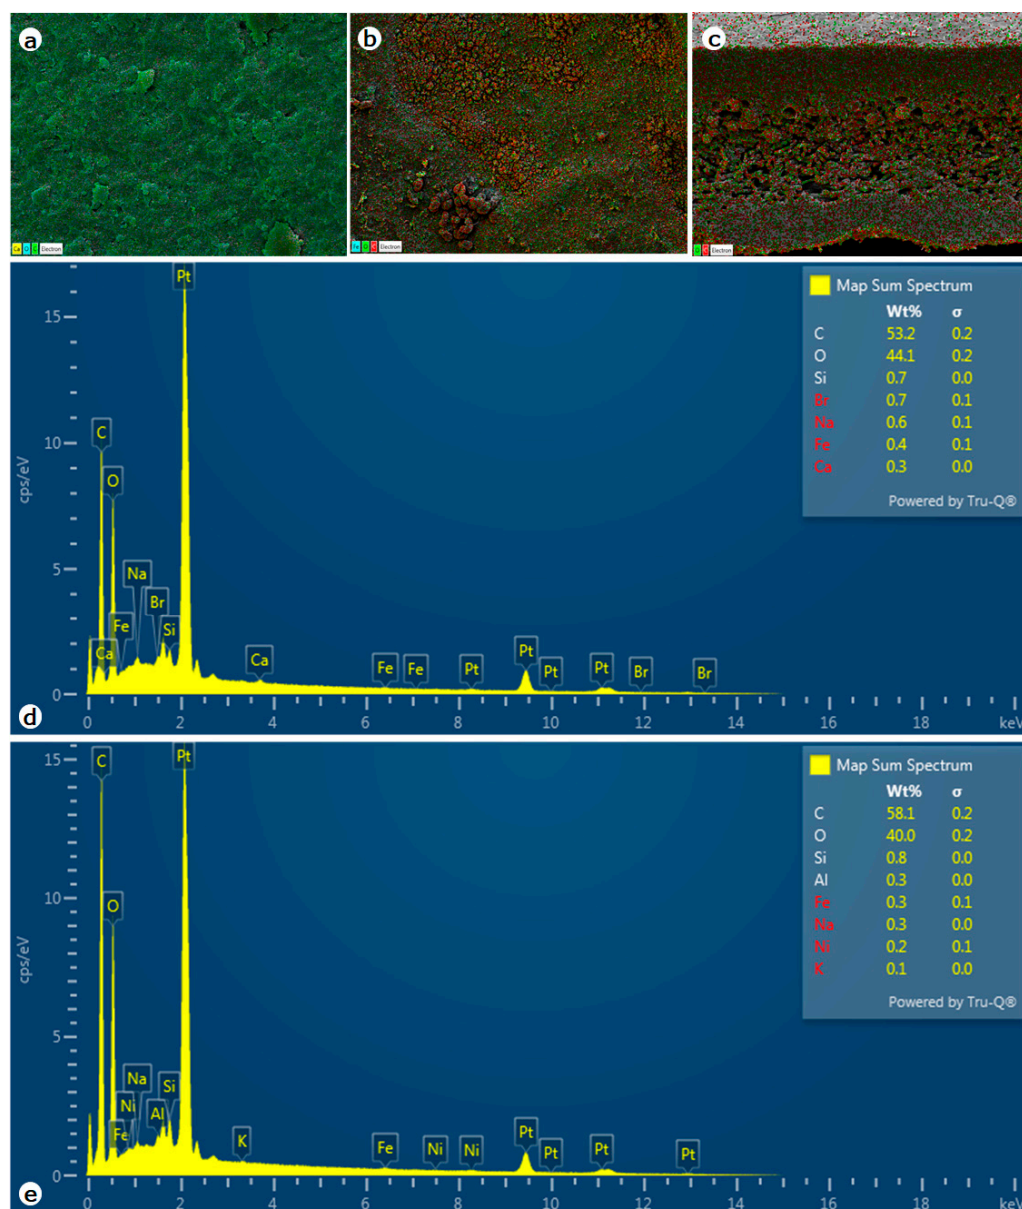 a
b
c
Ca O C Electron
Fe O C Electron
O C Electron
Pt
C
O
Na
Br
Fe
Si
Ca
Ca
Fe
Fe
Pt
Pt
Pt
Pt
Br
Br
cps/eV
15
10
5
0
0 2 4 6 8 10 12 14 16 18 keV
Map Sum Spectrum
Wt% σ
C 53.2 0.2
O 44.1 0.2
Si 0.7 0.0
Br 0.7 0.1
Na 0.6 0.1
Fe 0.4 0.1
Ca 0.3 0.0
Powered by Tru-Q®
d
C
Pt
O
Na
Si
Ni
Al
Fe
K
Fe
Ni
Ni
Pt
Pt
Pt
Pt
cps/eV
15
10
5
0
0 2 4 6 8 10 12 14 16 18 keV
Map Sum Spectrum
Wt% σ
C 58.1 0.2
O 40.0 0.2
Si 0.8 0.0
Al 0.3 0.0
Fe 0.3 0.1
Na 0.3 0.0
Ni 0.2 0.1
K 0.1 0.0
Powered by Tru-Q®
e